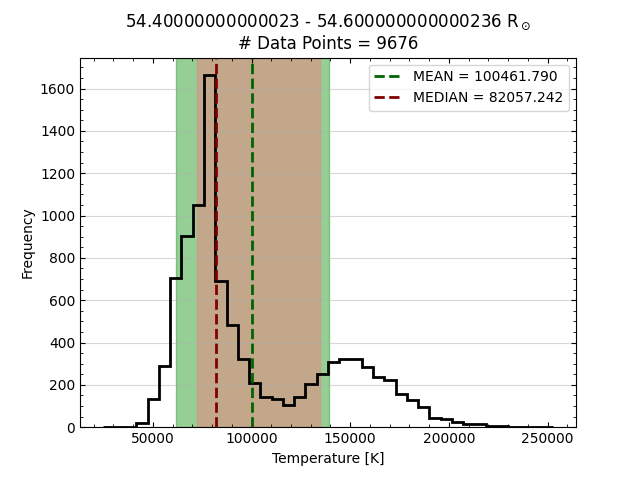 54.40000000000023 - 54.600000000000236 R☉
# Data Points = 9676
MEAN = 100461.790
MEDIAN = 82057.242
Frequency
1600
1400
1200
1000
800
600
400
200
0
50000 100000 150000 200000 250000
Temperature [K]